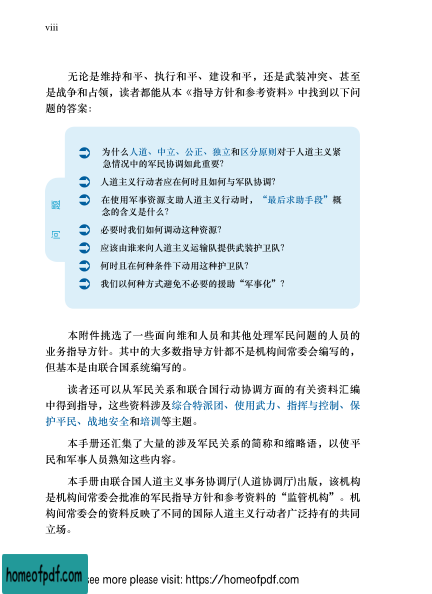 viii
无论是维持和平、执行和平、建设和平，还是武装冲突、甚至
是战争和占领，读者都能从本《指导方针和参考资料》中找到以下问
题的答案：
为什么人道、中立、公正、独立和区分原则对于人道主义紧
急情况中的军民协调如此重要？
人道主义行动者应在何时且如何与军队协调？
在使用军事资源支助人道主义行动时，“最后求助手段”概
念的含义是什么？
必要时我们如何调动这种资源？
应该由谁来向人道主义运输队提供武装护卫队？
何时且在何种条件下动用这种护卫队？
我们以何种方式避免不必要的援助“军事化”？
问 题
本附件挑选了一些面向维和人员和其他处理军民问题的人员的
业务指导方针。其中的大多数指导方针都不是机构间常委会编写的，
但基本是由联合国系统编写的。
读者还可以从军民关系和联合国行动协调方面的有关资料汇编
中得到指导，这些资料涉及综合特派团、使用武力、指挥与控制、保
护平民、战地安全和培训等主题。
本手册还汇集了大量的涉及军民关系的简称和缩略语，以使平
民和军事人员熟知这些内容。
本手册由联合国人道主义事务协调厅(人道协调厅)出版，该机构
是机构间常委会批准的军民指导方针和参考资料的“监管机构”。机
构间常委会的资料反映了不同的国际人道主义行动者广泛持有的共同
立场。
homeofpdf.com
see more please visit: https://homeofpdf.com